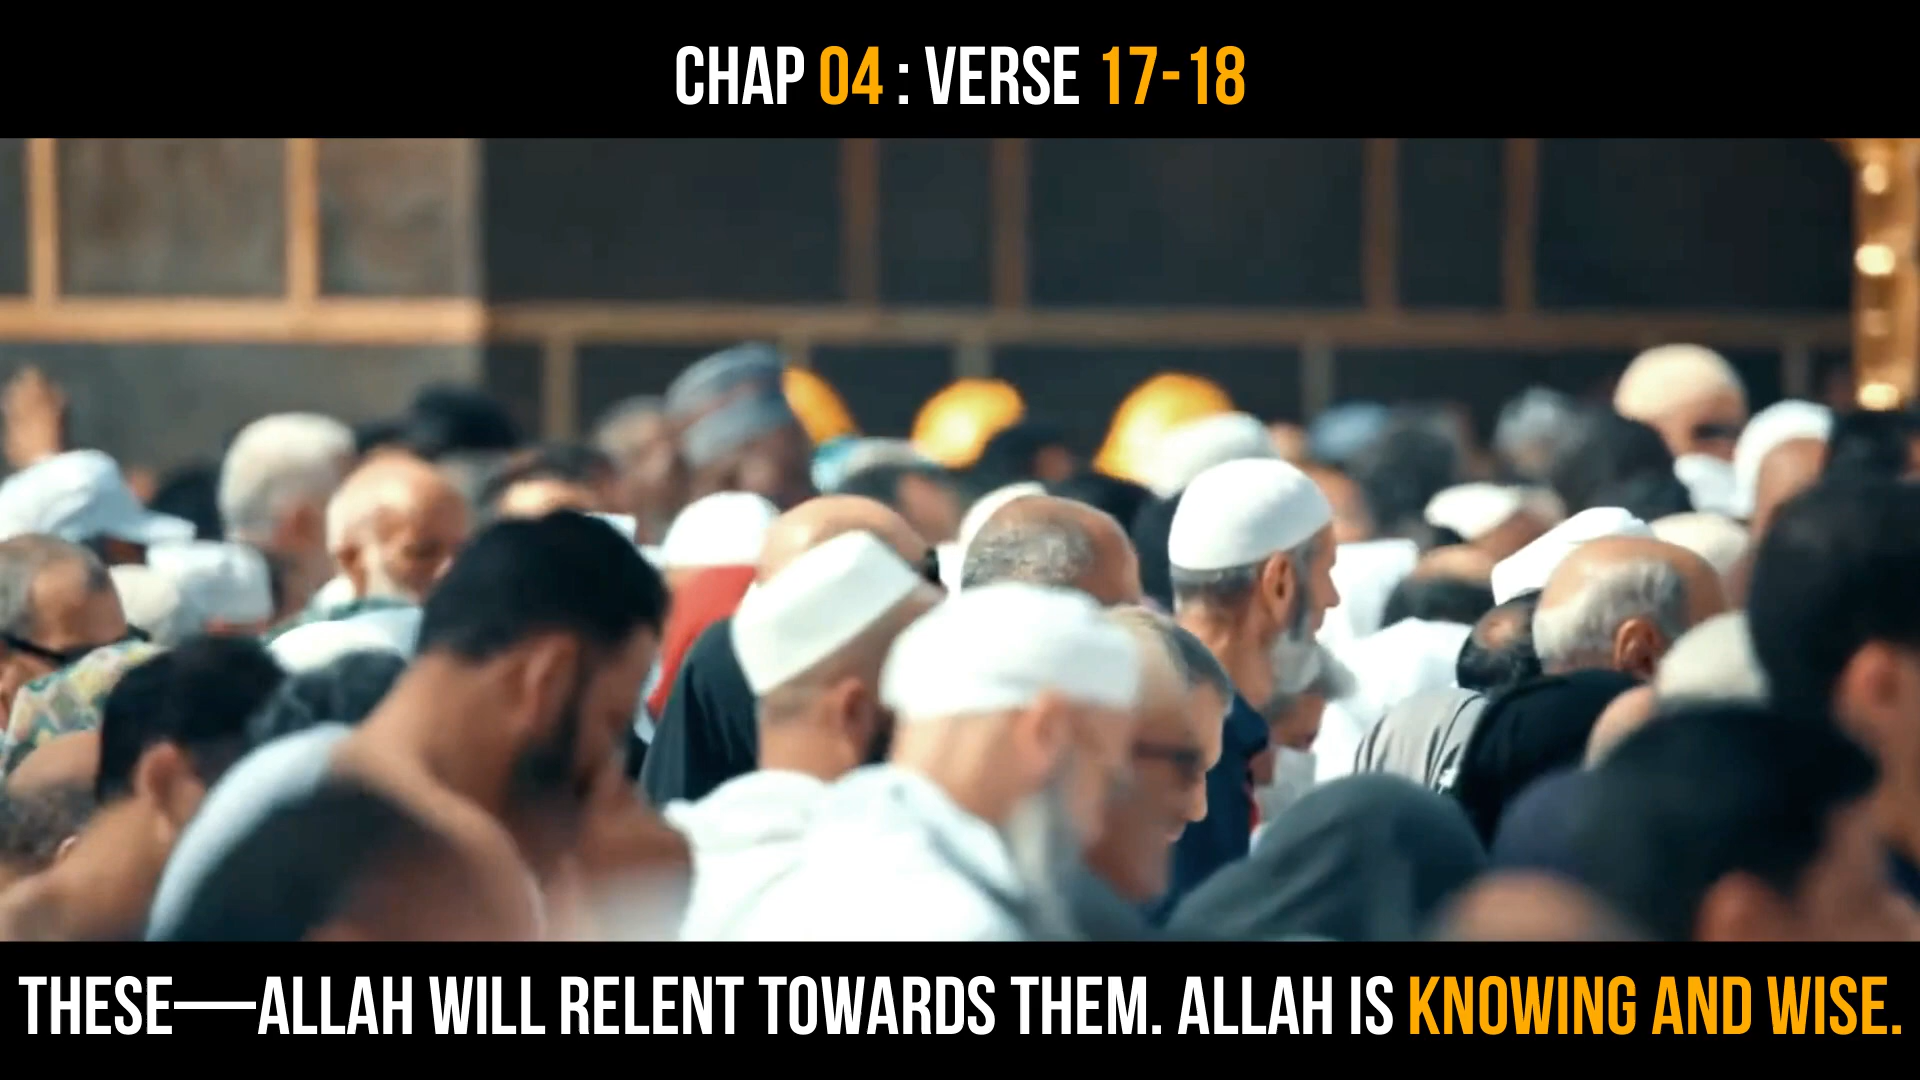 CHAP 04 : VERSE 17-18
THESE—ALLAH WILL RELENT TOWARDS THEM. ALLAH IS KNOWING AND WISE.